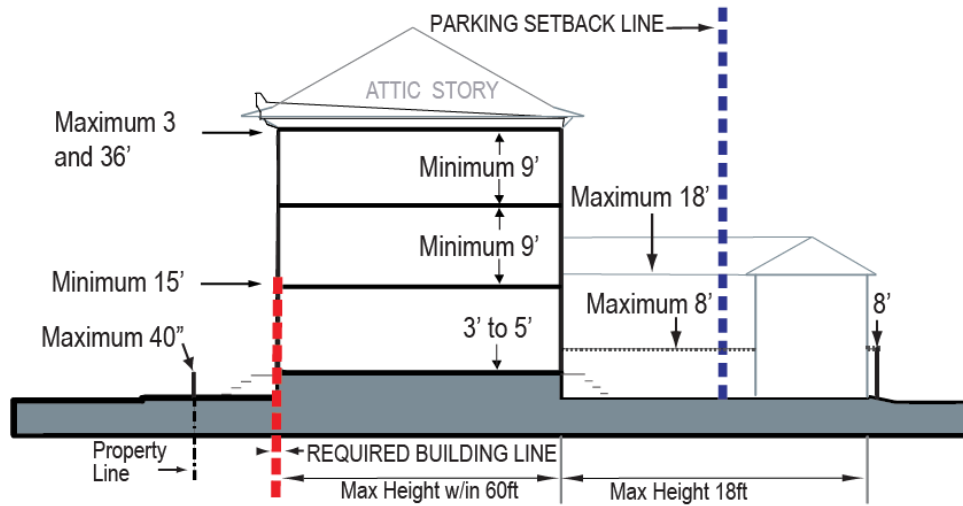 PARKING SETBACK LINE
ATTIC STORY
Maximum 3
and 36’
Minimum 9’
Maximum 18’
Minimum 9’
Minimum 15’
Maximum 8’
8’
Maximum 40”
3’ to 5’
Property
Line
REQUIRED BUILDING LINE
Max Height w/in 60ft
Max Height 18ft